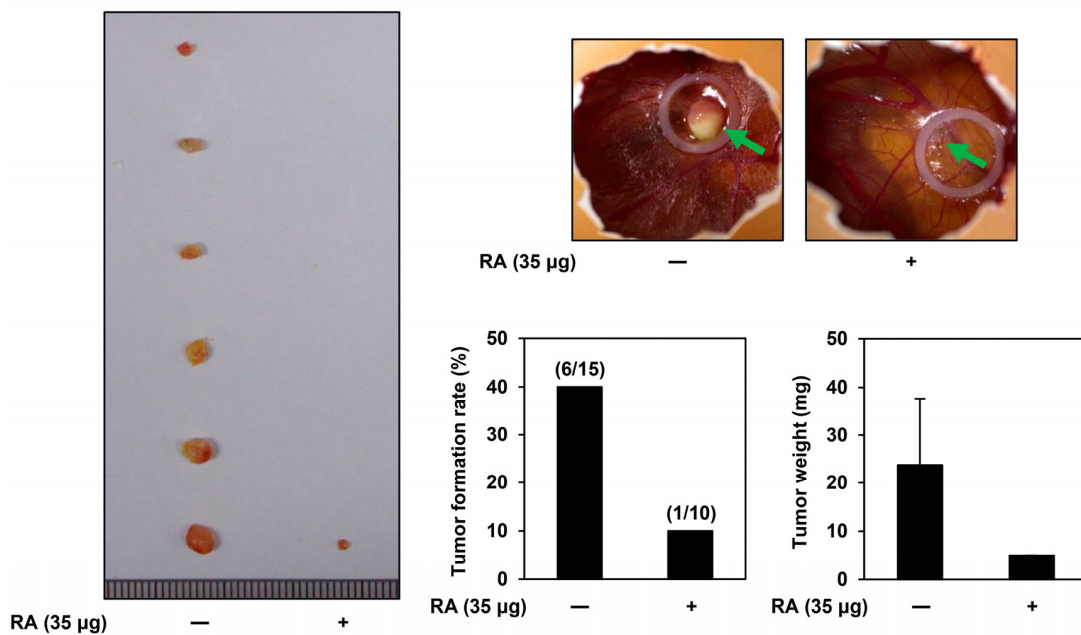 RA (35 µg) — +
RA (35 µg) — +
Tumor formation rate (%)
50
40
30
20
10
0
(6/15)
(1/10)
RA (35 µg) — +
Tumor weight (mg)
50
40
30
20
10
0
RA (35 µg) — +